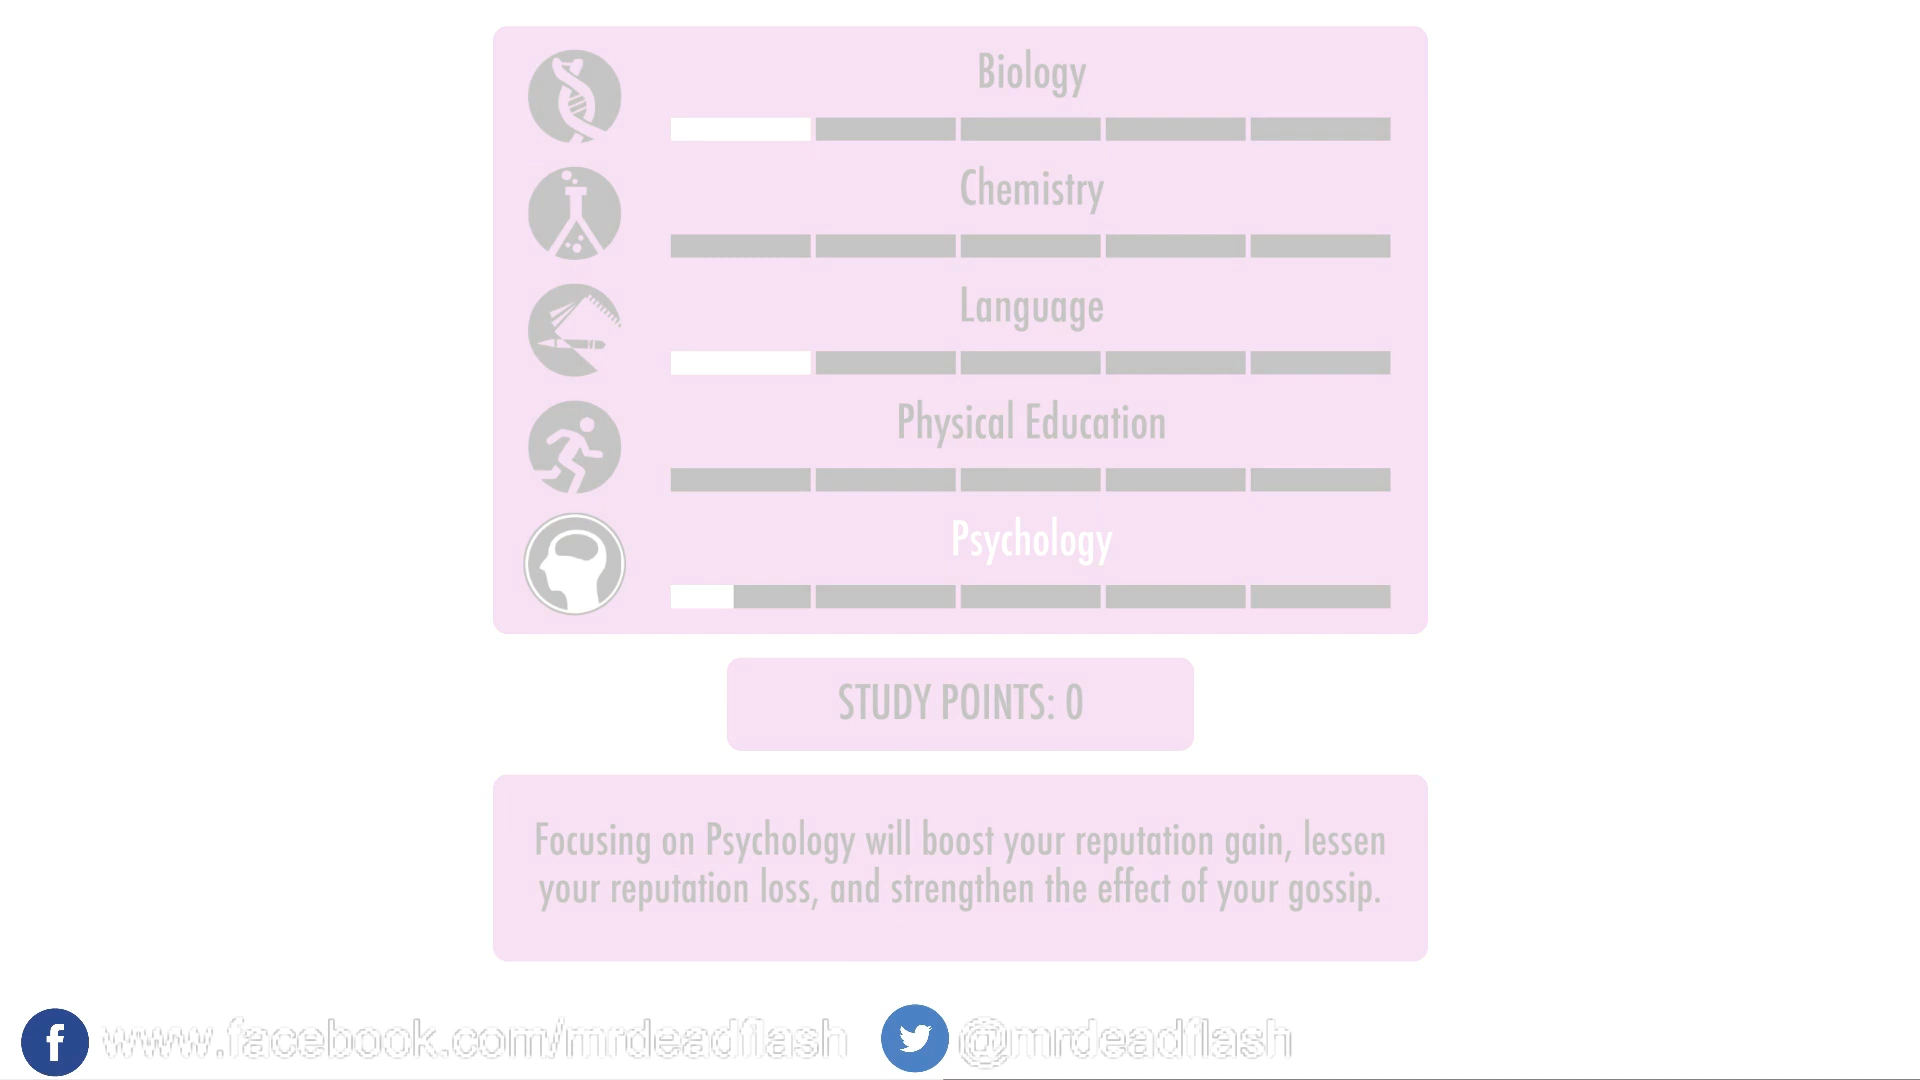 Biology
Chemistry
Language
Physical Education
Psychology
STUDY POINTS: 0
Focusing on Psychology will boost your reputation gain, lessen
your reputation loss, and strengthen the effect of your gossip.
www.facebook.com/mrdeadflash @mrdeadflash